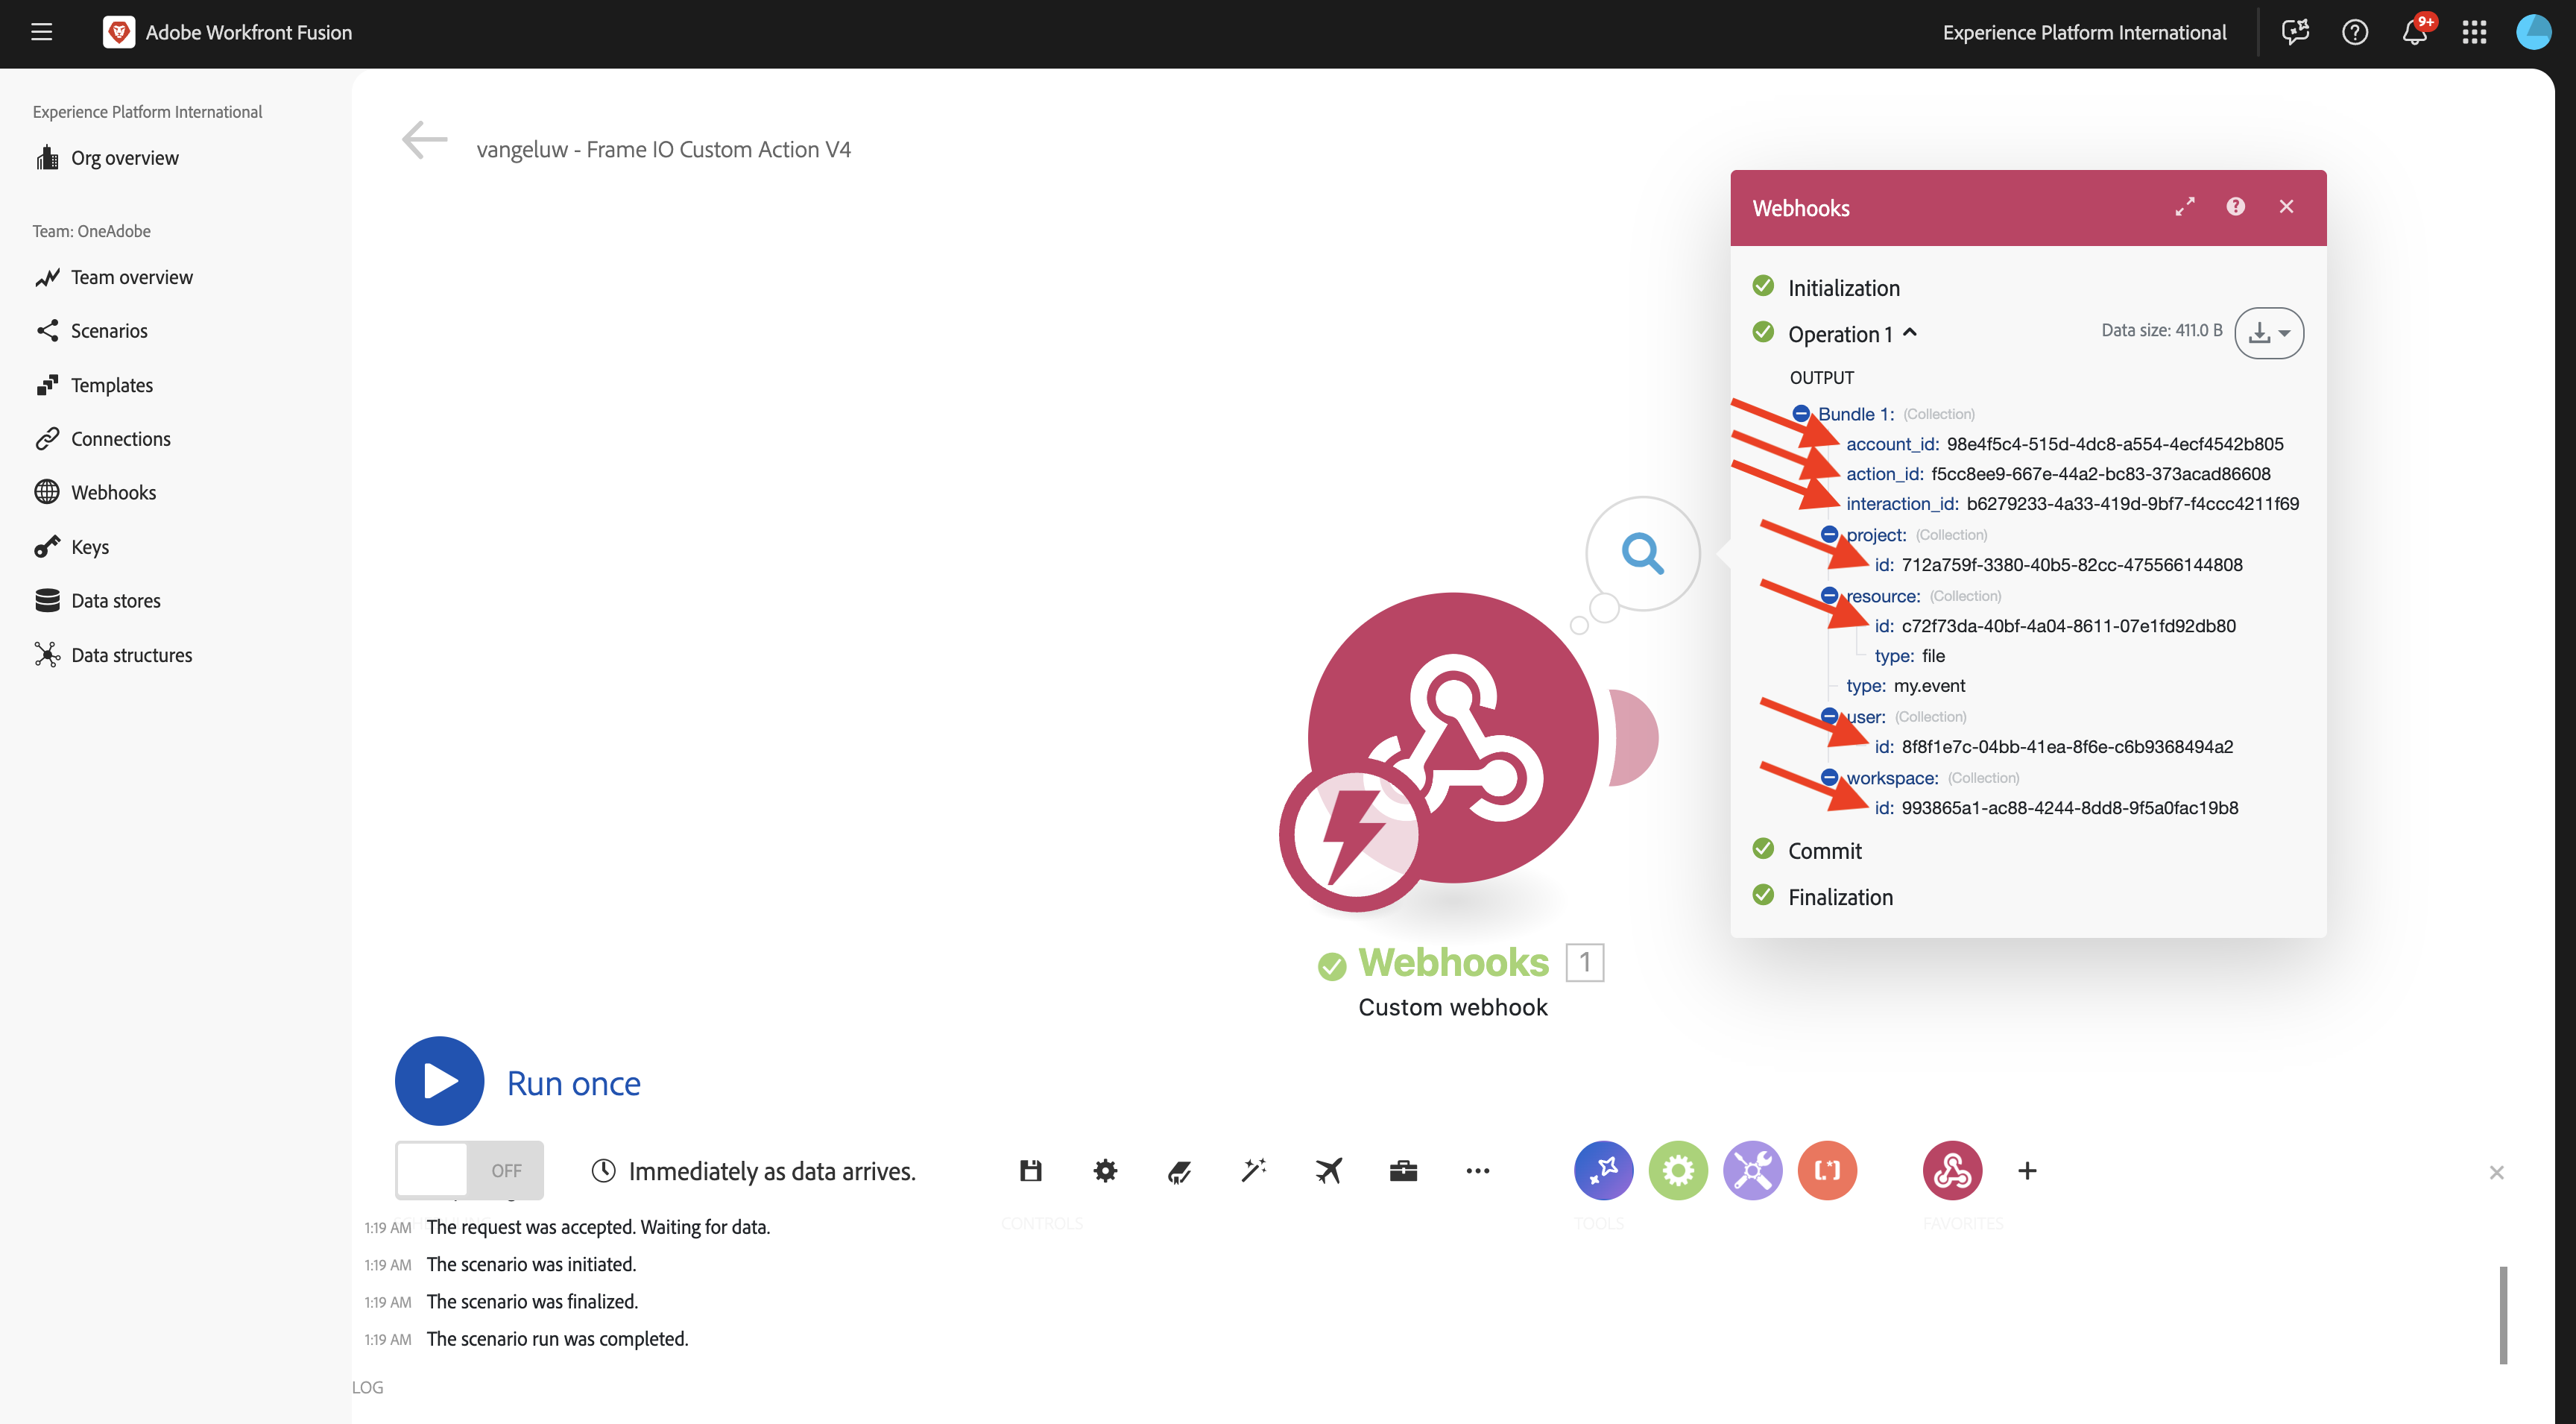 Adobe Workfront Fusion
Experience Platform International
9+
Experience Platform International
Org overview
Team: OneAdobe
Team overview
Scenarios
Templates
Connections
Webhooks
Keys
Data stores
Data structures
vangeluw - Frame IO Custom Action V4
Webhooks
Initialization
Operation 1
Data size: 411.0 B
OUTPUT
Bundle 1: (Collection)
account_id: 98e4f5c4-515d-4dc8-a554-4ecf4542b805
action_id: f5cc8ee9-667e-44a2-bc83-373acad86608
interaction_id: b6279233-4a33-419d-9bf7-f4ccc4211f69
project: (Collection)
id: 712a759f-3380-40b5-82cc-475566144808
resource: (Collection)
id: c72f73da-40bf-4a04-8611-07e1fd92db80
type: file
type: my.event
user: (Collection)
id: 8f8f1e7c-04bb-41ea-8f6e-c6b9368494a2
workspace: (Collection)
id: 993865a1-ac88-4244-8dd8-9f5a0fac19b8
Commit
Finalization
Webhooks 1
Custom webhook
Run once
OFF
Immediately as data arrives.
CONTROLS
TOOLS
FAVORITES
1:19 AM The request was accepted. Waiting for data.
1:19 AM The scenario was initiated.
1:19 AM The scenario was finalized.
1:19 AM The scenario run was completed.
LOG